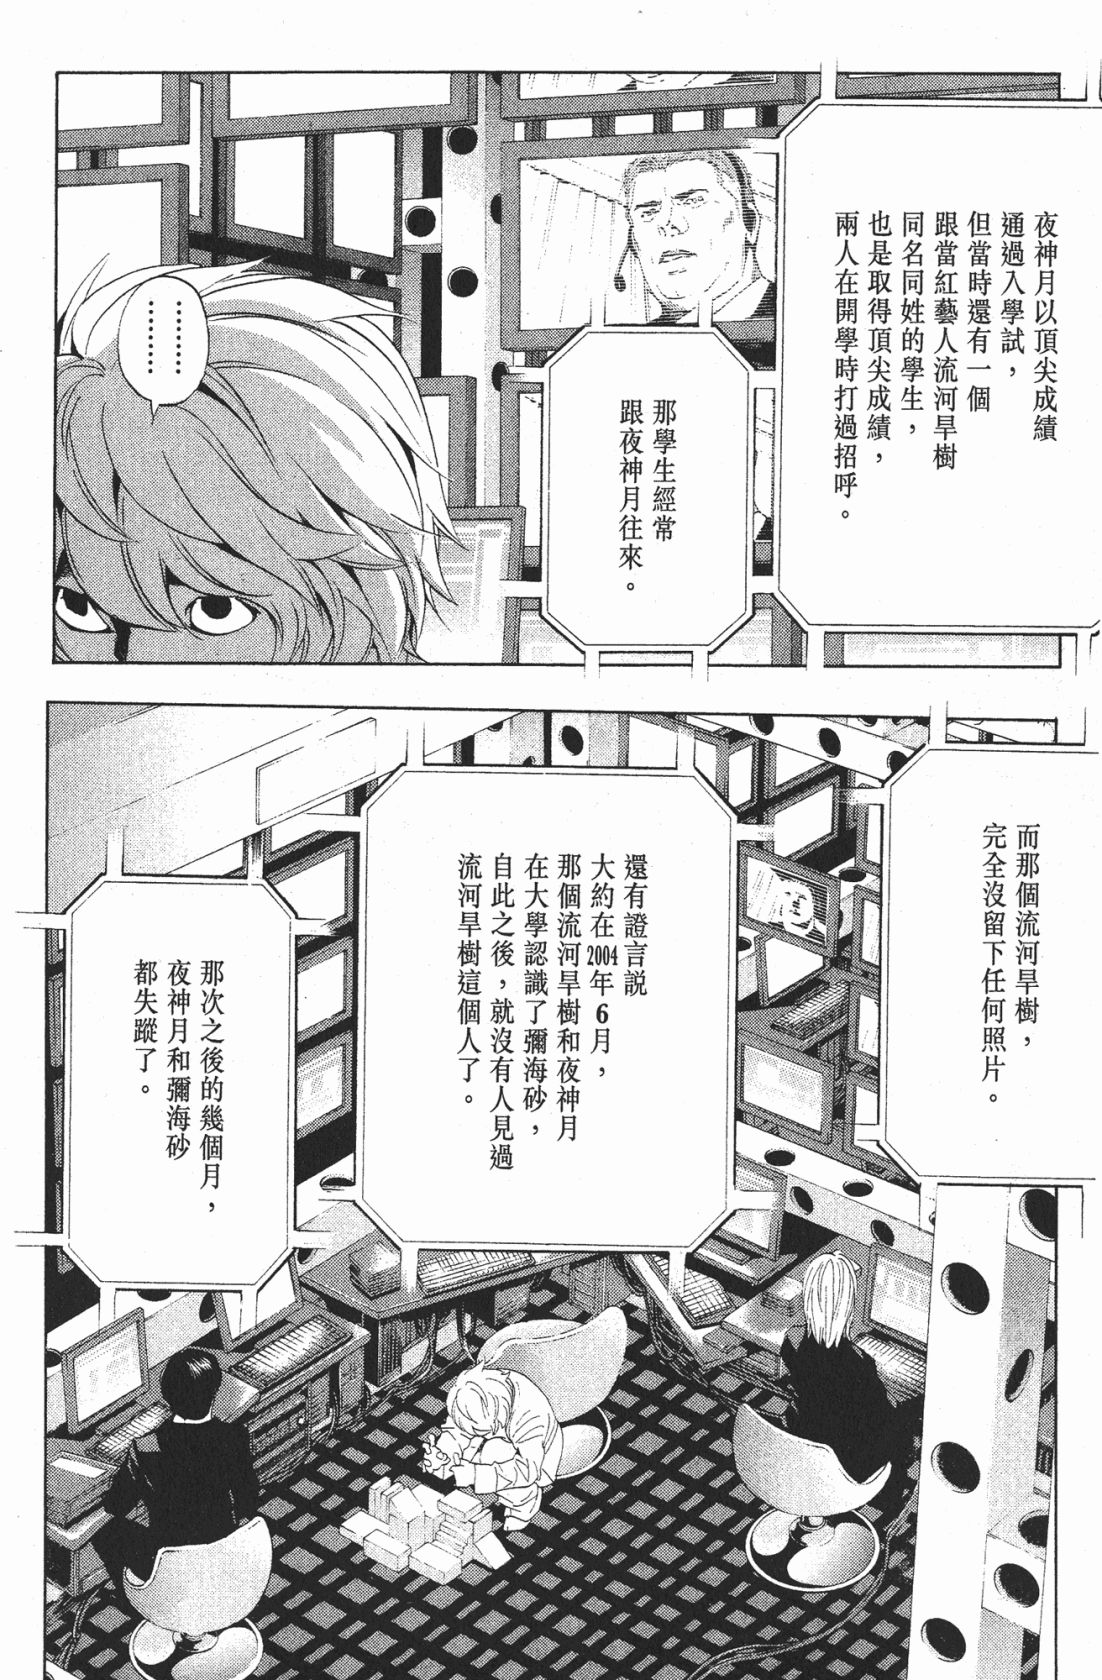 夜神月以頂尖成績
通過入學試，
但當時還有一個
跟當紅藝人流河旱樹
同名同姓的學生，
也是取得頂尖成績，
兩人在開學時打過招呼。
那學生經常
跟夜神月往來。
………
………
而那個流河旱樹，
完全沒留下任何照片。
還有證言説
大約在2004年6月，
那個流河旱樹和夜神月
在大學認識了彌海砂，
自此之後，就沒有人見過
流河旱樹這個人了。
那次之後的幾個月，
夜神月和彌海砂
都失蹤了。